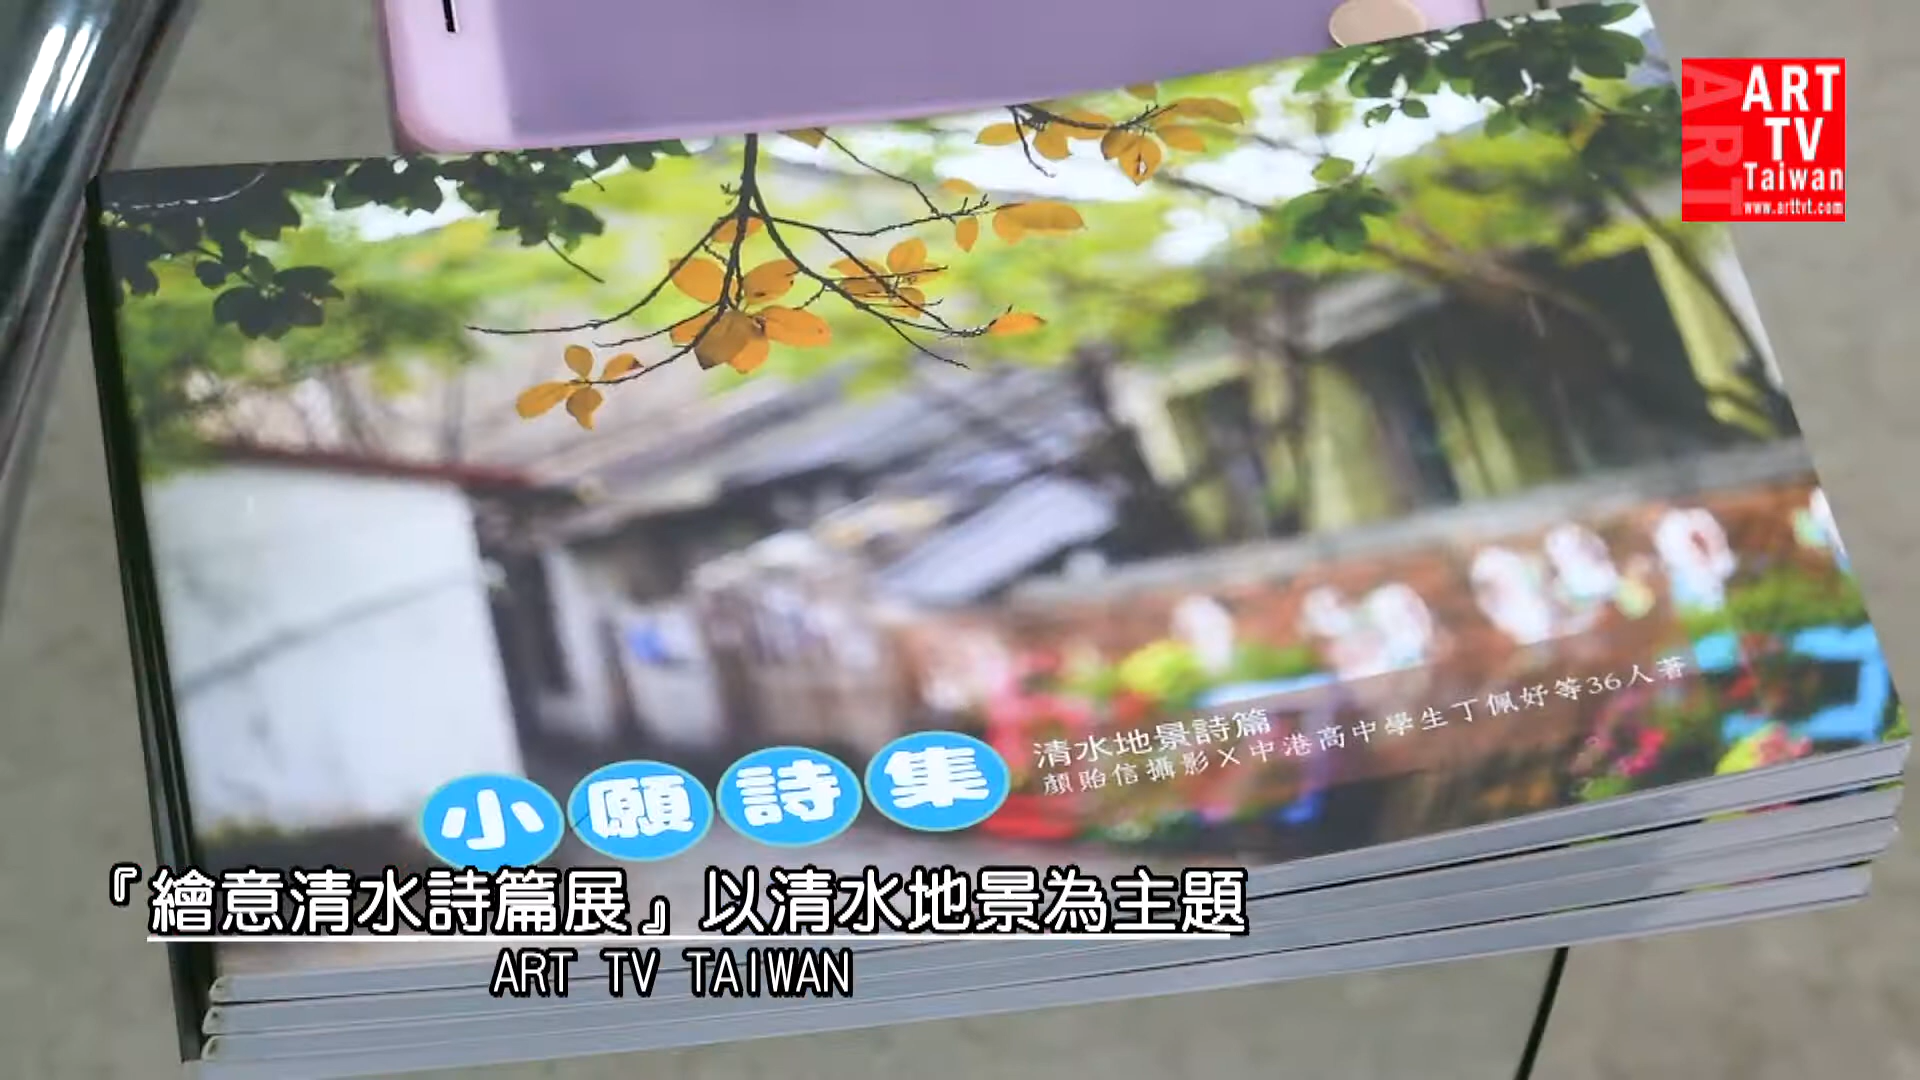 ART
ART
TV
Taiwan
www.arttvt.com
小願詩集
清水地景詩篇
顏貽信攝影X中港高中學生丁佩妤等36人著
『繪意清水詩篇展』以清水地景為主題
ART TV TAIWAN